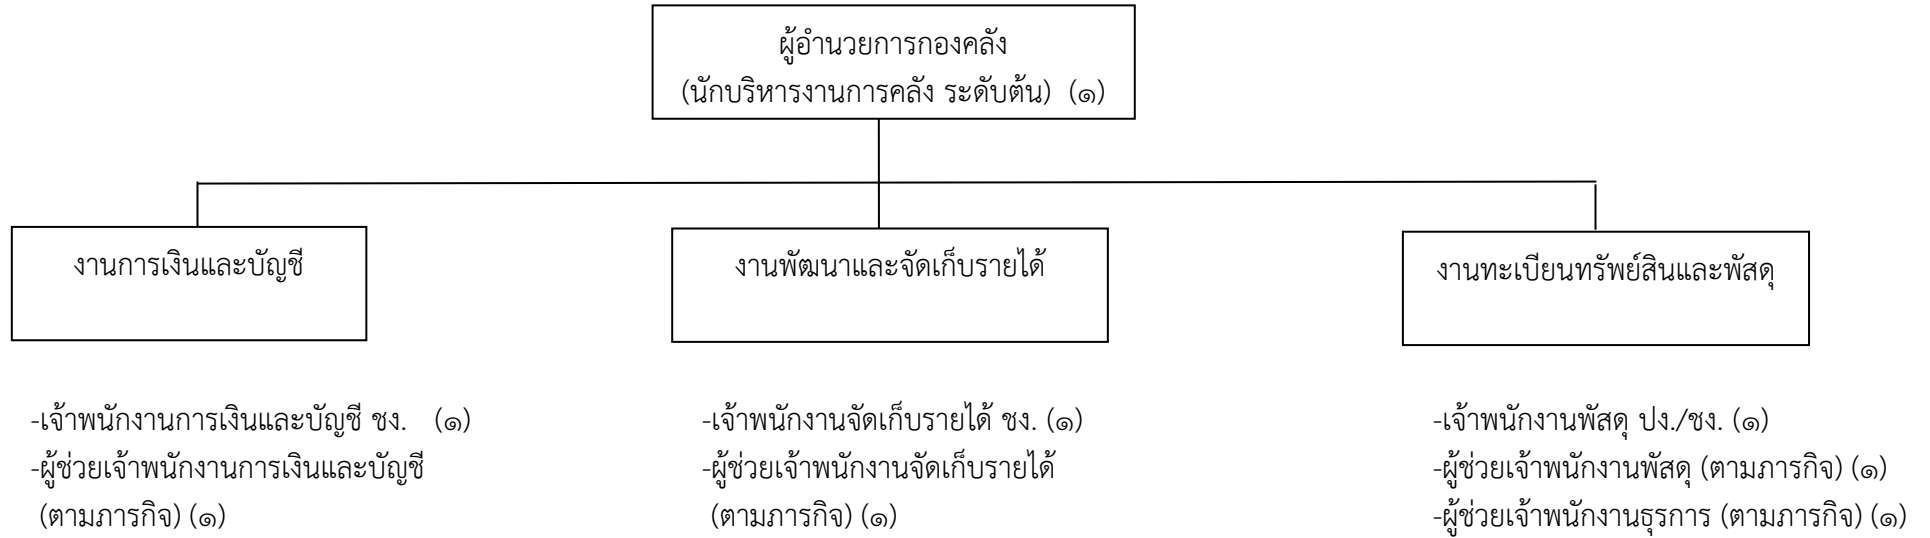 ผู้อำนวยการกองคลัง
(นักบริหารงานการคลัง ระดับต้น) (๑)
งานการเงินและบัญชี
-เจ้าพนักงานการเงินและบัญชี ชง. (๑)
-ผู้ช่วยเจ้าพนักงานการเงินและบัญชี
(ตามภารกิจ) (๑)
งานพัฒนาและจัดเก็บรายได้
-เจ้าพนักงานจัดเก็บรายได้ ชง. (๑)
-ผู้ช่วยเจ้าพนักงานจัดเก็บรายได้
(ตามภารกิจ) (๑)
งานทะเบียนทรัพย์สินและพัสดุ
-เจ้าพนักงานพัสดุ ปง./ชง. (๑)
-ผู้ช่วยเจ้าพนักงานพัสดุ (ตามภารกิจ) (๑)
-ผู้ช่วยเจ้าพนักงานธุรการ (ตามภารกิจ) (๑)